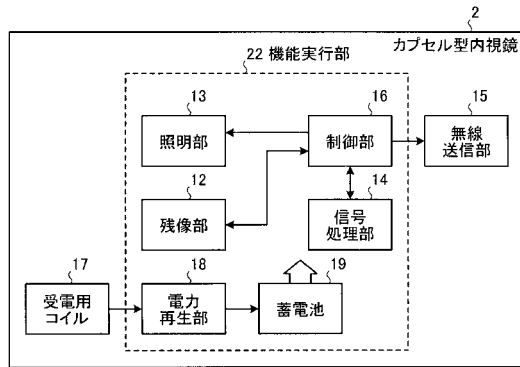 2
カプセル型内視鏡
22 機能実行部
13
照明部
16
制御部
15
無線
送信部
12
残像部
14
信号
処理部
17
受電用
コイル
18
電力
再生部
19
蓄電池